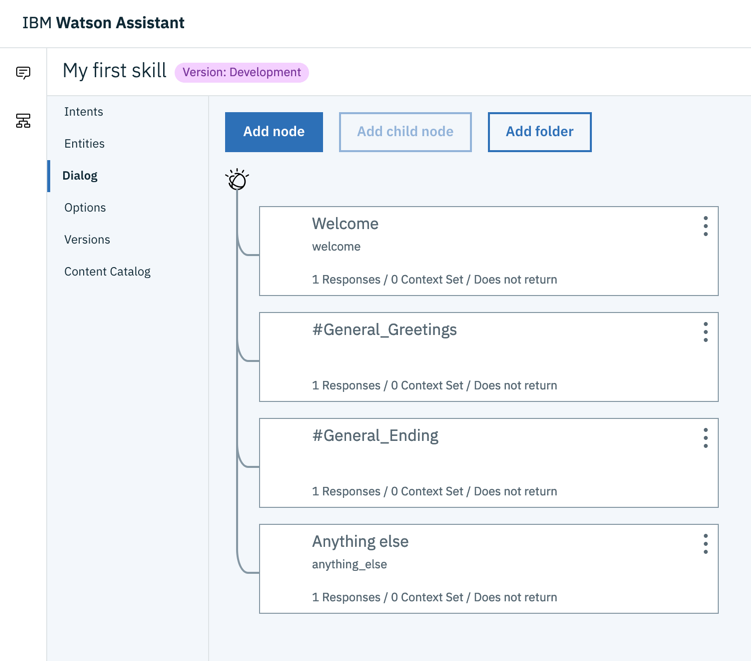 IBM Watson Assistant
My first skill Version: Development
Intents
Entities
Dialog
Options
Versions
Content Catalog
Add node
Add child node
Add folder
Welcome
welcome
1 Responses / 0 Context Set / Does not return
#General_Greetings
1 Responses / 0 Context Set / Does not return
#General_Ending
1 Responses / 0 Context Set / Does not return
Anything else
anything_else
1 Responses / 0 Context Set / Does not return